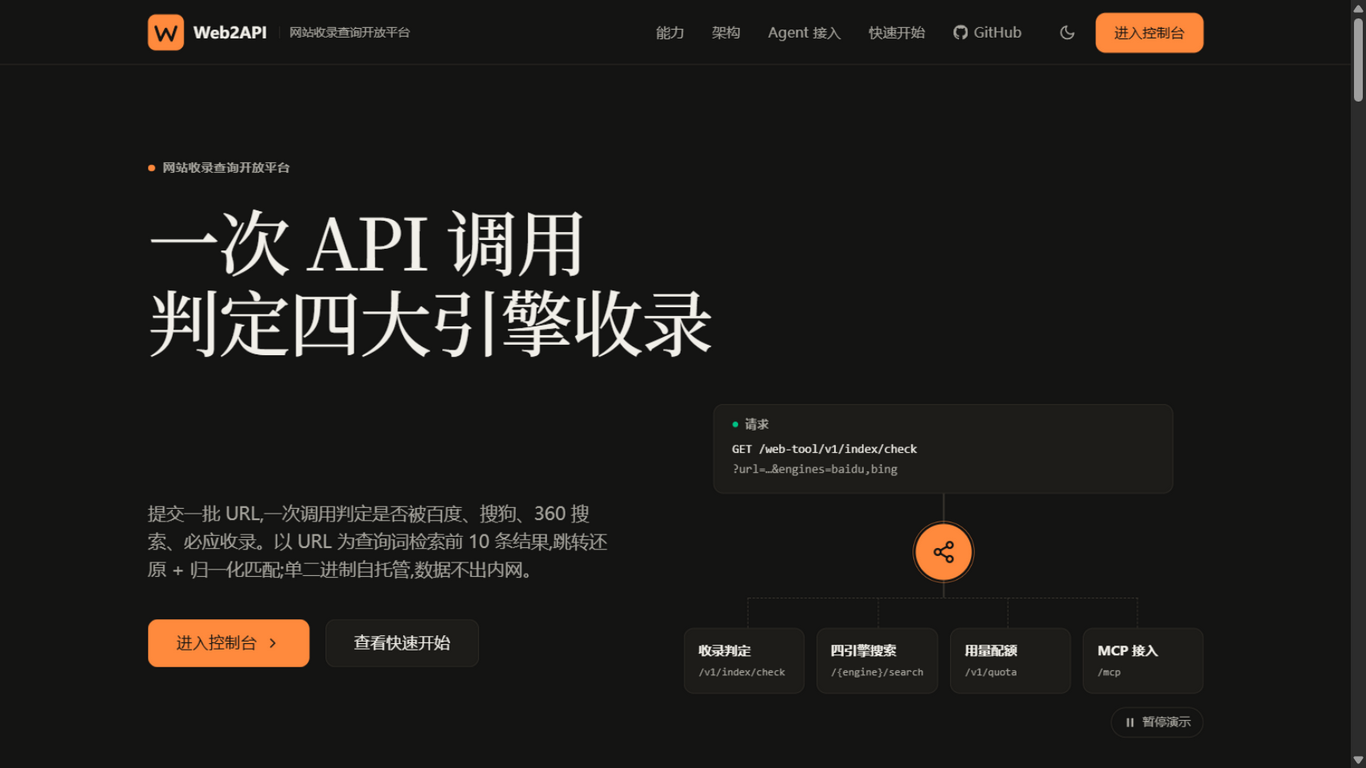 W Web2API 网站收录查询开放平台 能力 架构 Agent 接入 快速开始 GitHub 进入控制台
网站收录查询开放平台
一次 API 调用
判定四大引擎收录
请求
GET /web-tool/v1/index/check
?url=…&engines=baidu,bing
提交一批 URL,一次调用判定是否被百度、搜狗、360 搜
索、必应收录。以 URL 为查询词检索前 10 条结果,跳转还
原 + 归一化匹配;单二进制自托管,数据不出内网。
进入控制台 查看快速开始
收录判定 四引擎搜索 用量配额 MCP 接入
/v1/index/check /{engine}/search /v1/quota /mcp
暂停演示